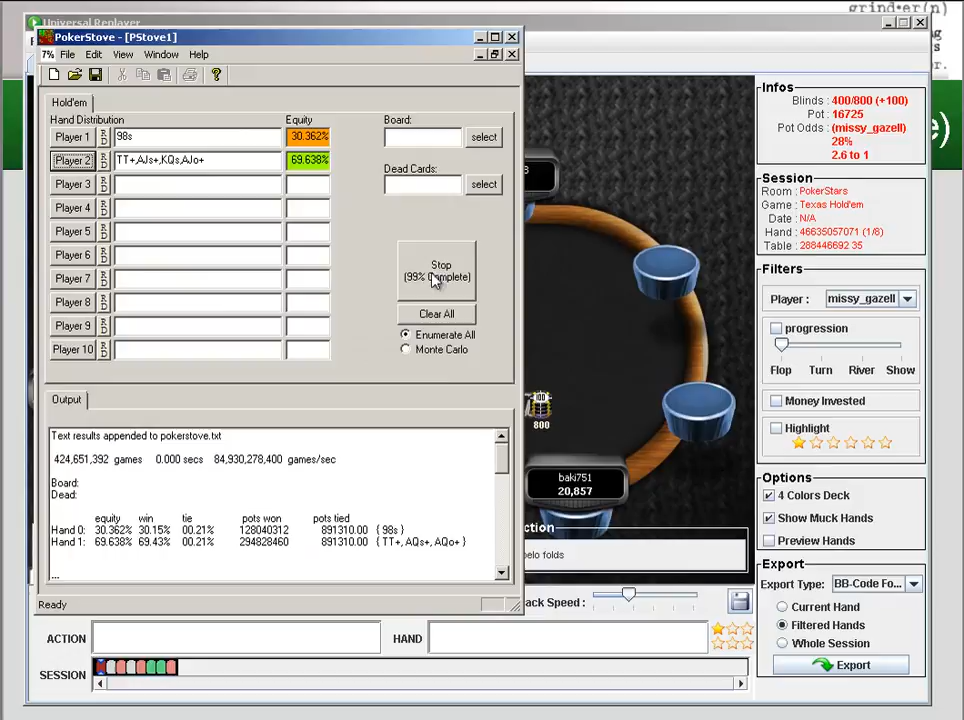 grind•er(n)
Universal Replayer
PokerStove - [PStove1]
7% File Edit View Window Help
Hold'em
Hand Distribution Equity Board:
Player 1 R D 98s 30.362% select
Player 2 R D TT+,AJs+,KQs,AJo+ 69.638%
Dead Cards:
Player 3 R D select
Player 4 R D
Player 5 R D
Player 6 R D
Player 7 R D
Player 8 R D
Player 9 R D
Player 10 R D
Stop
(99% Complete)
Clear All
Enumerate All
Monte Carlo
Output
Text results appended to pokerstove.txt
424,651,392 games 0.000 secs 84,930,278,400 games/sec
Board:
Dead:
equity win tie pots won pots tied
Hand 0: 30.362% 30.15% 00.21% 128040312 891310.00 { 98s }
Hand 1: 69.638% 69.43% 00.21% 294828460 891310.00 { TT+, AQs+, AQo+ }
...
Ready
100
800
baki751
20,857
ction
elo folds
ack Speed :
ACTION HAND
SESSION
Infos
Blinds : 400/800 (+100)
Pot : 16725
Pot Odds : (missy_gazell)
28%
2.6 to 1
Session
Room : PokerStars
Game : Texas Hold'em
Date : N/A
Hand : 46635057071 (1/8)
Table : 288446692 35
Filters
Player : missy_gazell
progression
Flop Turn River Show
Money Invested
Highlight
Options
4 Colors Deck
Show Muck Hands
Preview Hands
Export
Export Type: BB-Code Fo...
Current Hand
Filtered Hands
Whole Session
Export